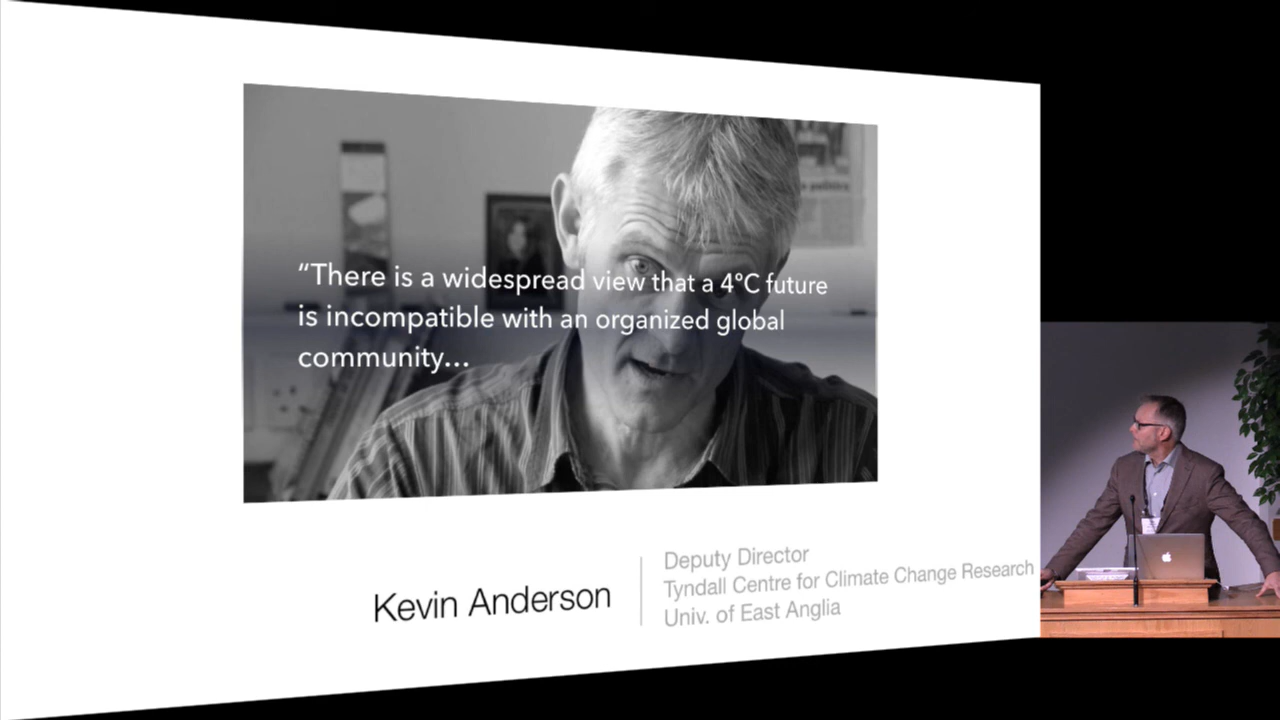 “There is a widespread view that a 4°C future
is incompatible with an organized global
community…
Kevin Anderson
Deputy Director
Tyndall Centre for Climate Change Research
Univ. of East Anglia